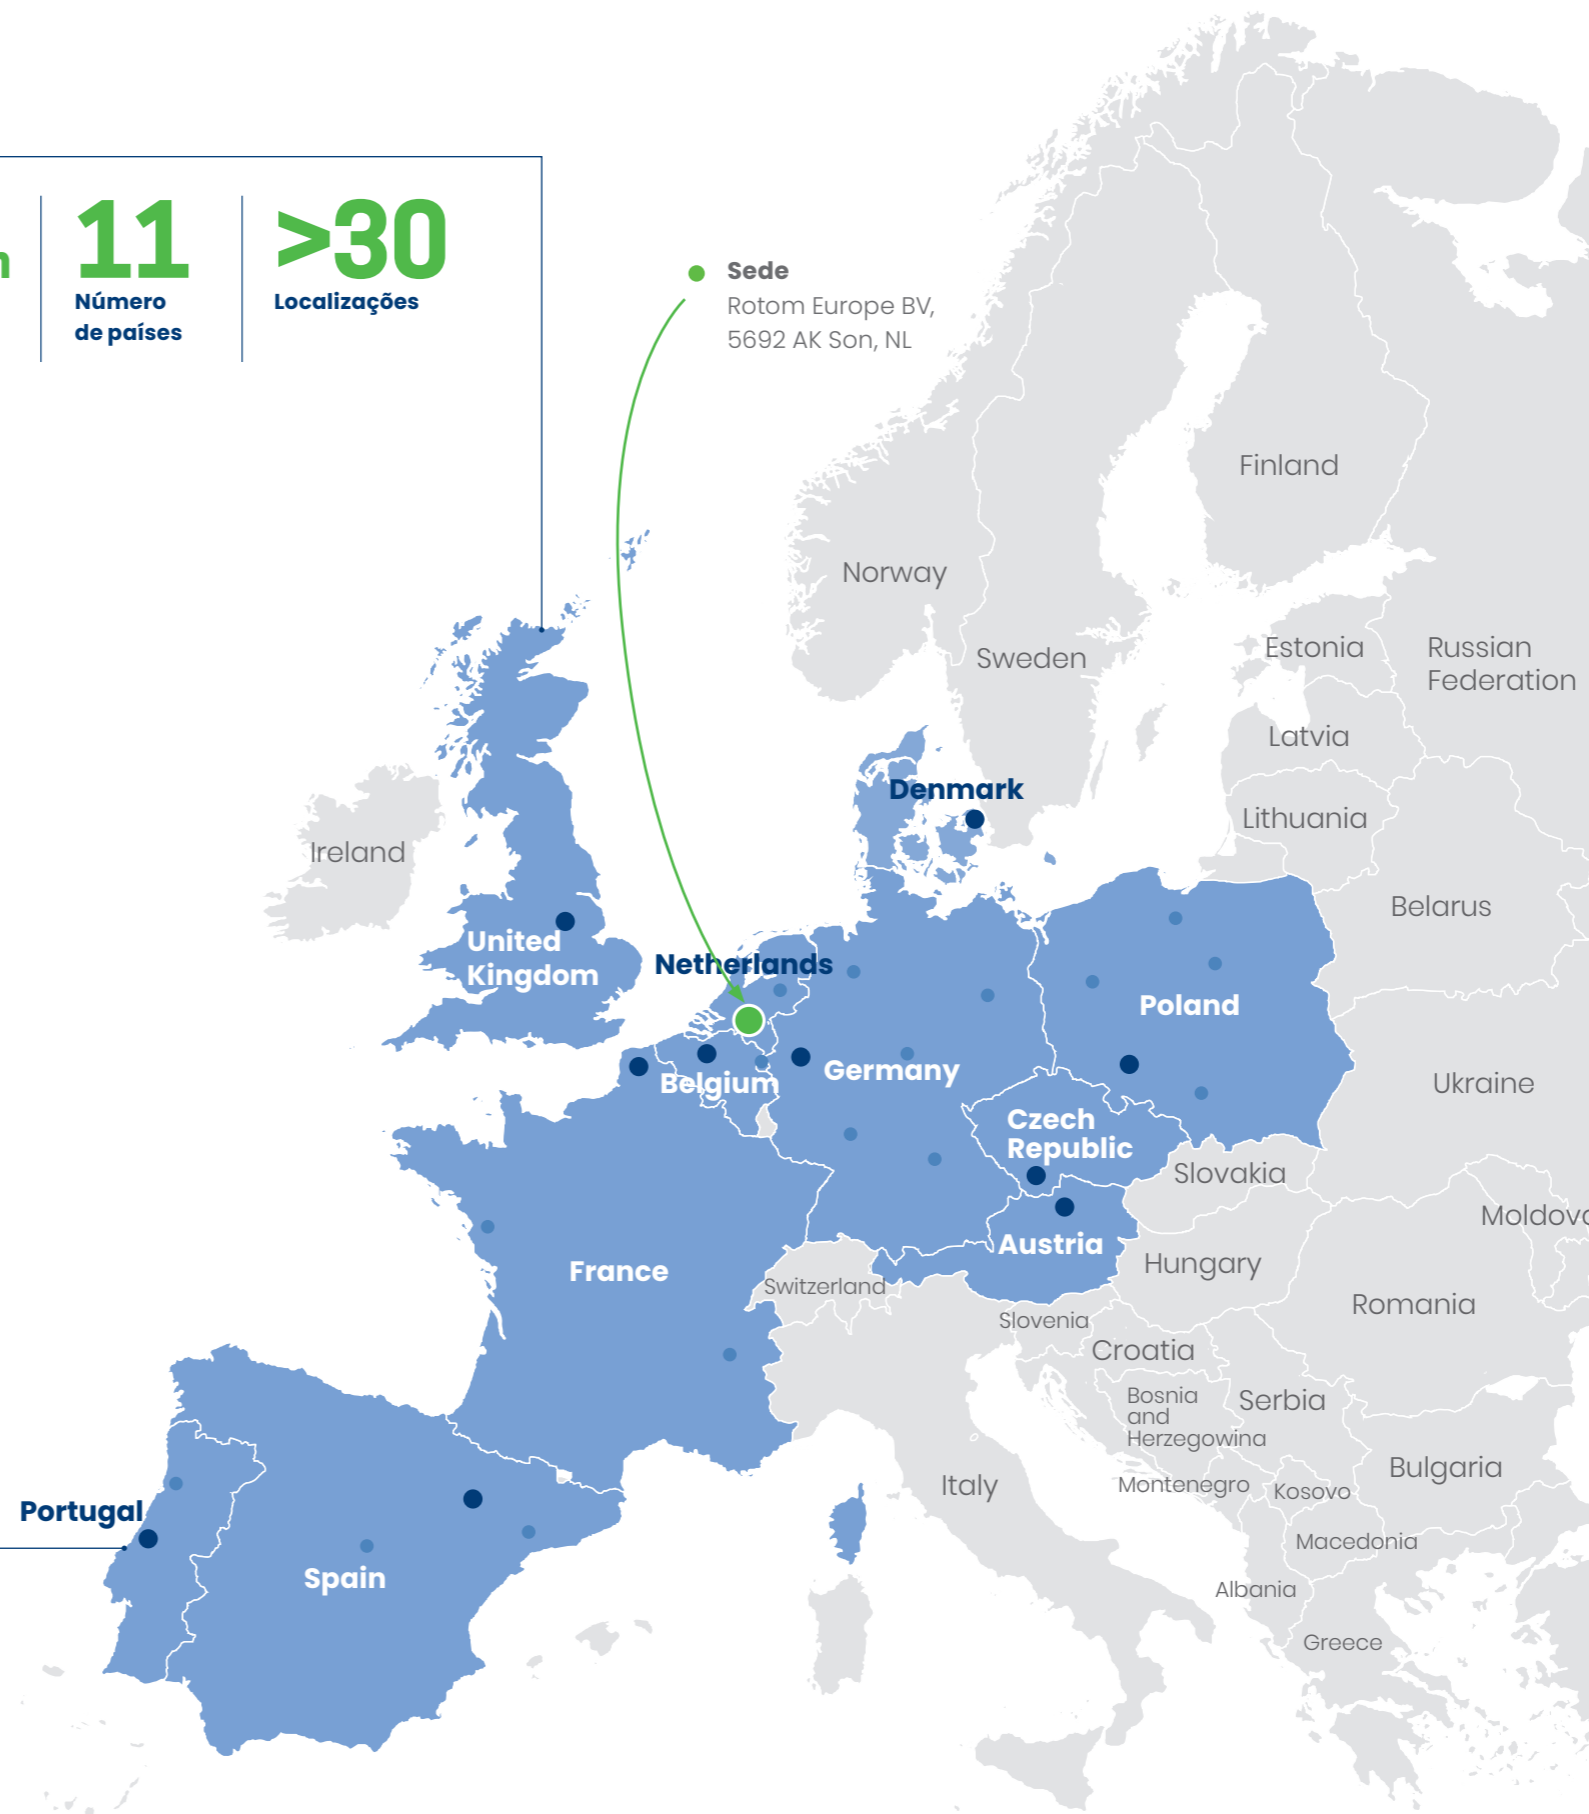 11
Número
de países
>30
Localizações
Sede
Rotom Europe BV,
5692 AK Son, NL
Finland
Norway
Sweden
Estonia
Russian
Federation
Latvia
Denmark
Lithuania
Ireland
Belarus
United
Kingdom
Netherlands
Poland
Germany
Belgium
Ukraine
Czech
Republic
Slovakia
Austria
Hungary
France
Switzerland
Romania
Slovenia
Croatia
Bosnia
and
Herzegowina
Serbia
Italy
Bulgaria
Montenegro
Kosovo
Portugal
Macedonia
Spain
Albania
Greece